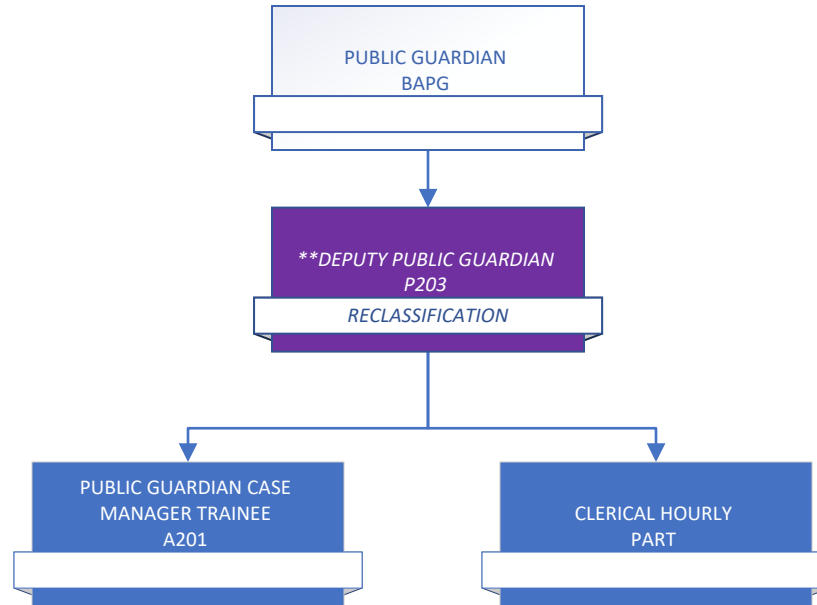 PUBLIC GUARDIAN
BAPG
**DEPUTY PUBLIC GUARDIAN
P203
RECLASSIFICATION
PUBLIC GUARDIAN CASE
MANAGER TRAINEE
A201
CLERICAL HOURLY
PART